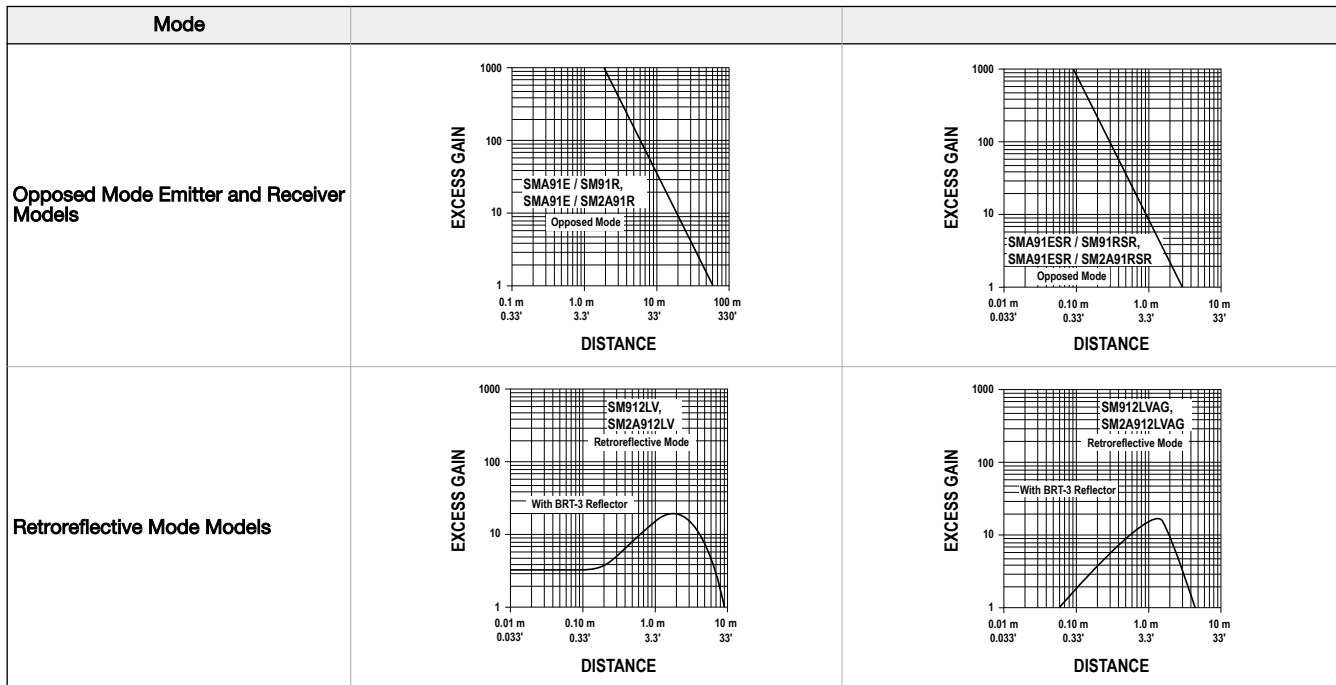 Mode
Opposed Mode Emitter and Receiver
Models
1000
100
10
1
EXCESS GAIN
SMA91E / SM91R,
SMA91E / SM2A91R
Opposed Mode
0.1 m
0.33'
1.0 m
3.3'
10 m
33'
100 m
330'
DISTANCE
1000
100
10
1
EXCESS GAIN
SMA91ESR / SM91RSR,
SMA91ESR / SM2A91RSR
Opposed Mode
0.01 m
0.033'
0.10 m
0.33'
1.0 m
3.3'
10 m
33'
DISTANCE
Retroreflective Mode Models
1000
100
10
1
EXCESS GAIN
SM912LV,
SM2A912LV
Retroreflective Mode
With BRT-3 Reflector
0.01 m
0.033'
0.10 m
0.33'
1.0 m
3.3'
10 m
33'
DISTANCE
1000
100
10
1
EXCESS GAIN
SM912LVAG,
SM2A912LVAG
Retroreflective Mode
With BRT-3 Reflector
0.01 m
0.033'
0.10 m
0.33'
1.0 m
3.3'
10 m
33'
DISTANCE